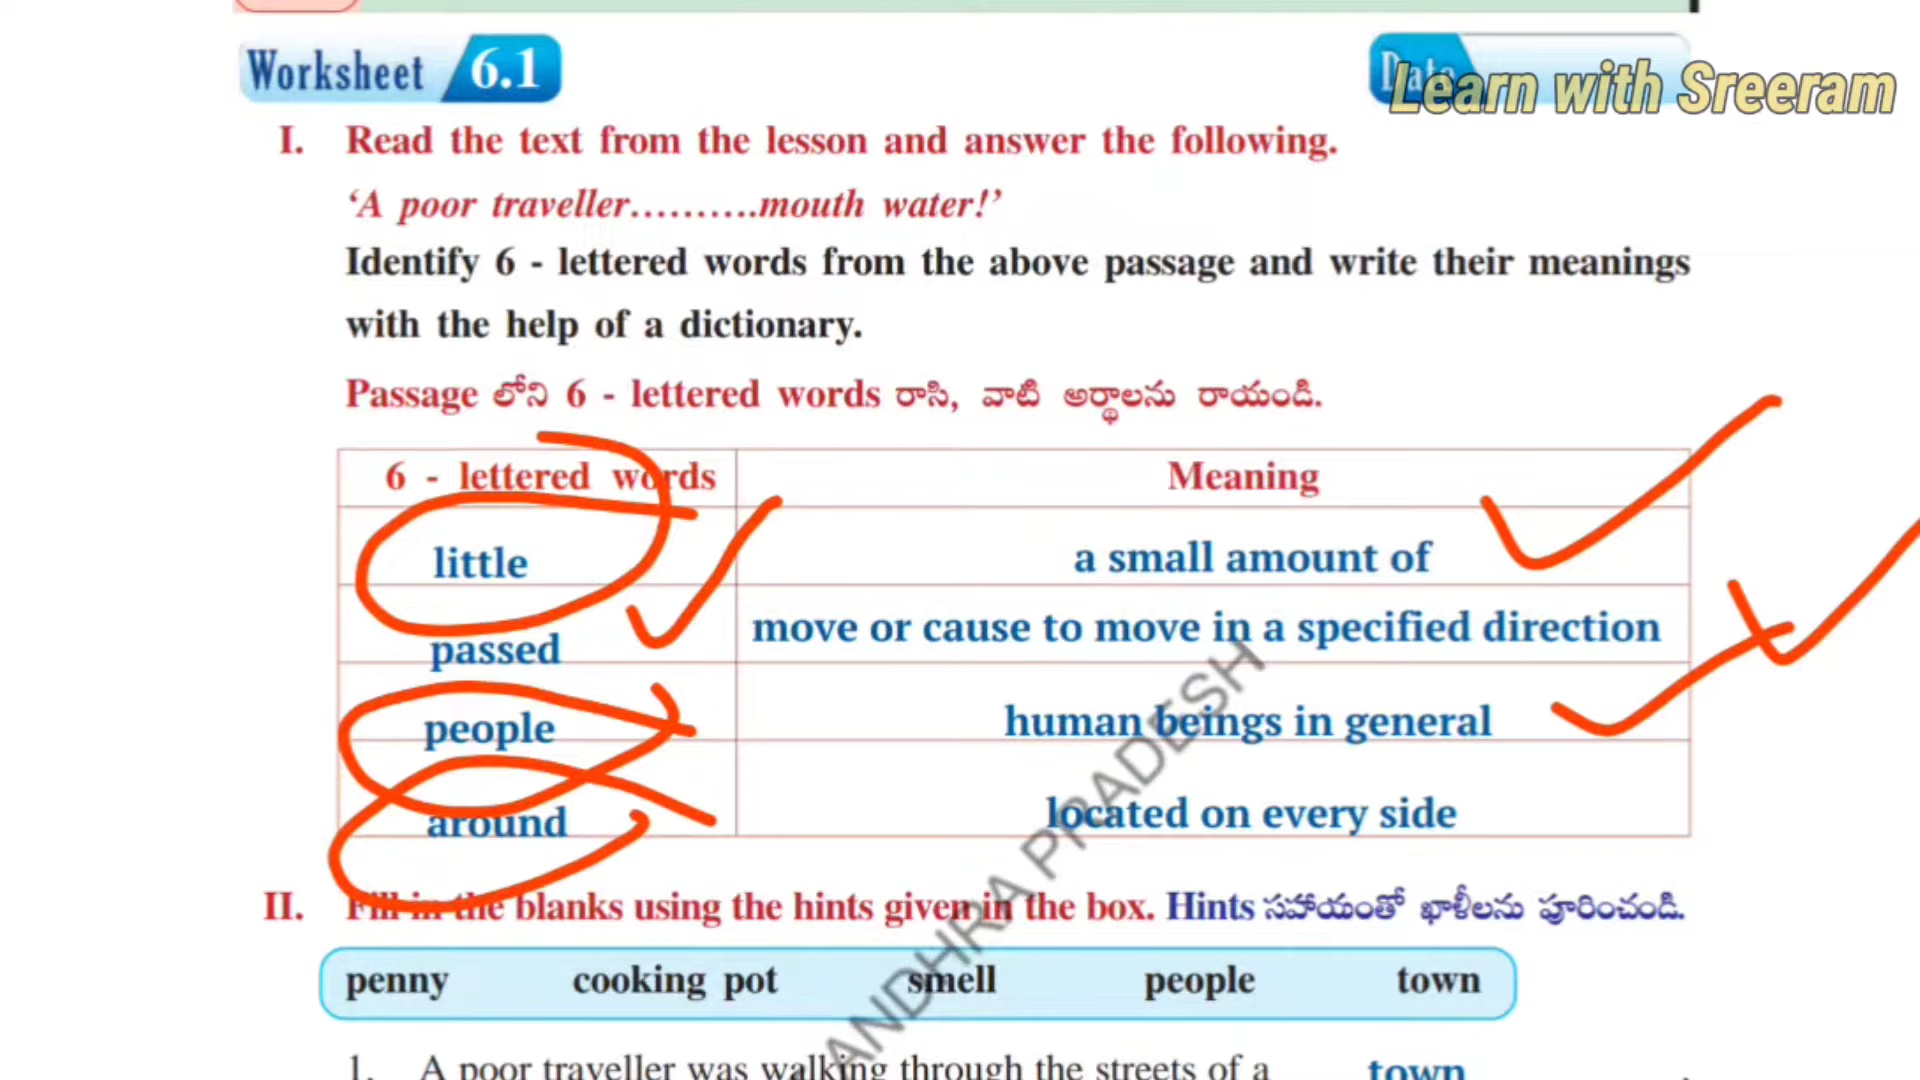 Worksheet 6.1 Date
Learn with Sreeram
I. Read the text from the lesson and answer the following.
‘A poor traveller..........mouth water!’
Identify 6 - lettered words from the above passage and write their meanings
with the help of a dictionary.
Passage లోని 6 - lettered words రాసి, వాటి అర్థాలను రాయండి.
6 - lettered words Meaning
little a small amount of
passed move or cause to move in a specified direction
people human beings in general
around located on every side
II. Fill in the blanks using the hints given in the box. Hints సహాయంతో ఖాళీలను పూరించండి.
penny cooking pot smell people town
1. A poor traveller was walking through the streets of a town
ANDHRA PRADESH